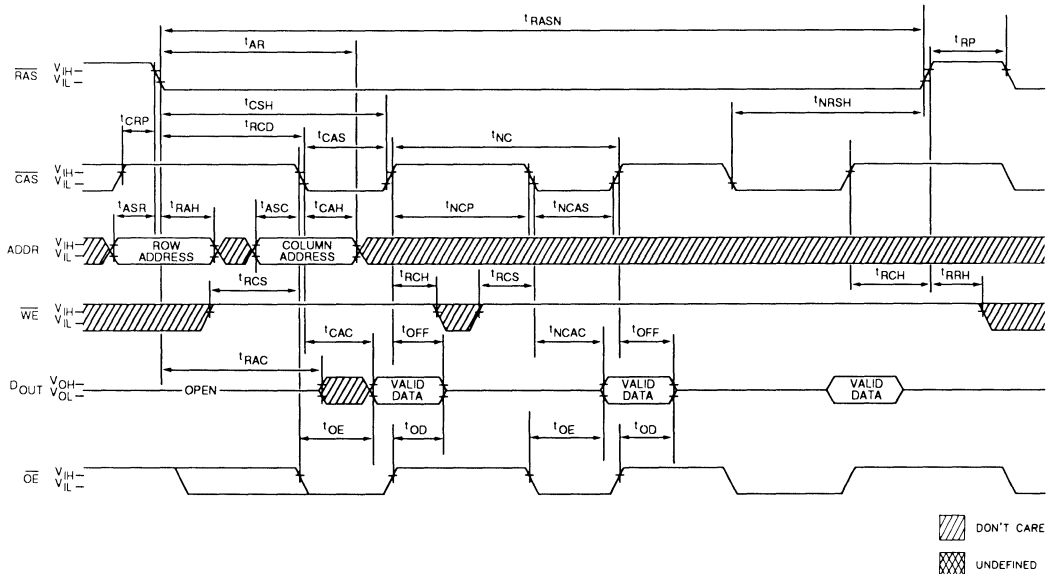 tRASN
tAR
tRP
RAS VIH
VIL
tCSH
tNRSH
tCRP
tRCD
tCAS
tNC
CAS VIH
VIL
tASR
tRAH
tASC
tCAH
tNCP
tNCAS
ADDR VIH
VIL
ROW ADDRESS
COLUMN ADDRESS
tRCS
tRCH
tRCS
tRCH
tRRH
WE VIH
VIL
tCAC
tOFF
tNCAC
tOFF
tRAC
DOUT VOH
VOL
OPEN
VALID DATA
VALID DATA
VALID DATA
tOE
tOD
tOE
tOD
OE VIH
VIL
DON'T CARE
UNDEFINED